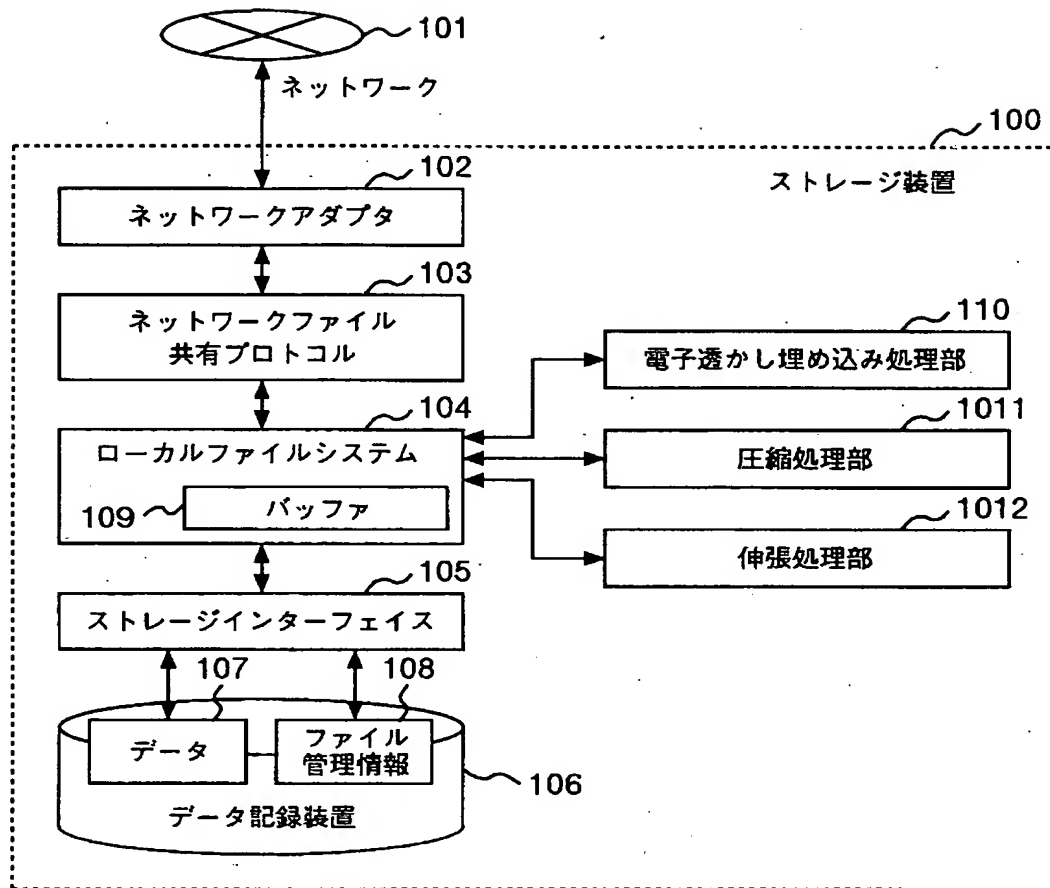 101
ネットワーク
100
ストレージ装置
102
ネットワークアダプタ
103
ネットワークファイル
共有プロトコル
110
電子透かし埋め込み処理部
104
ローカルファイルシステム
1011
圧縮処理部
109
バッファ
1012
伸張処理部
105
ストレージインターフェイス
107
108
データ
ファイル
管理情報
106
データ記録装置